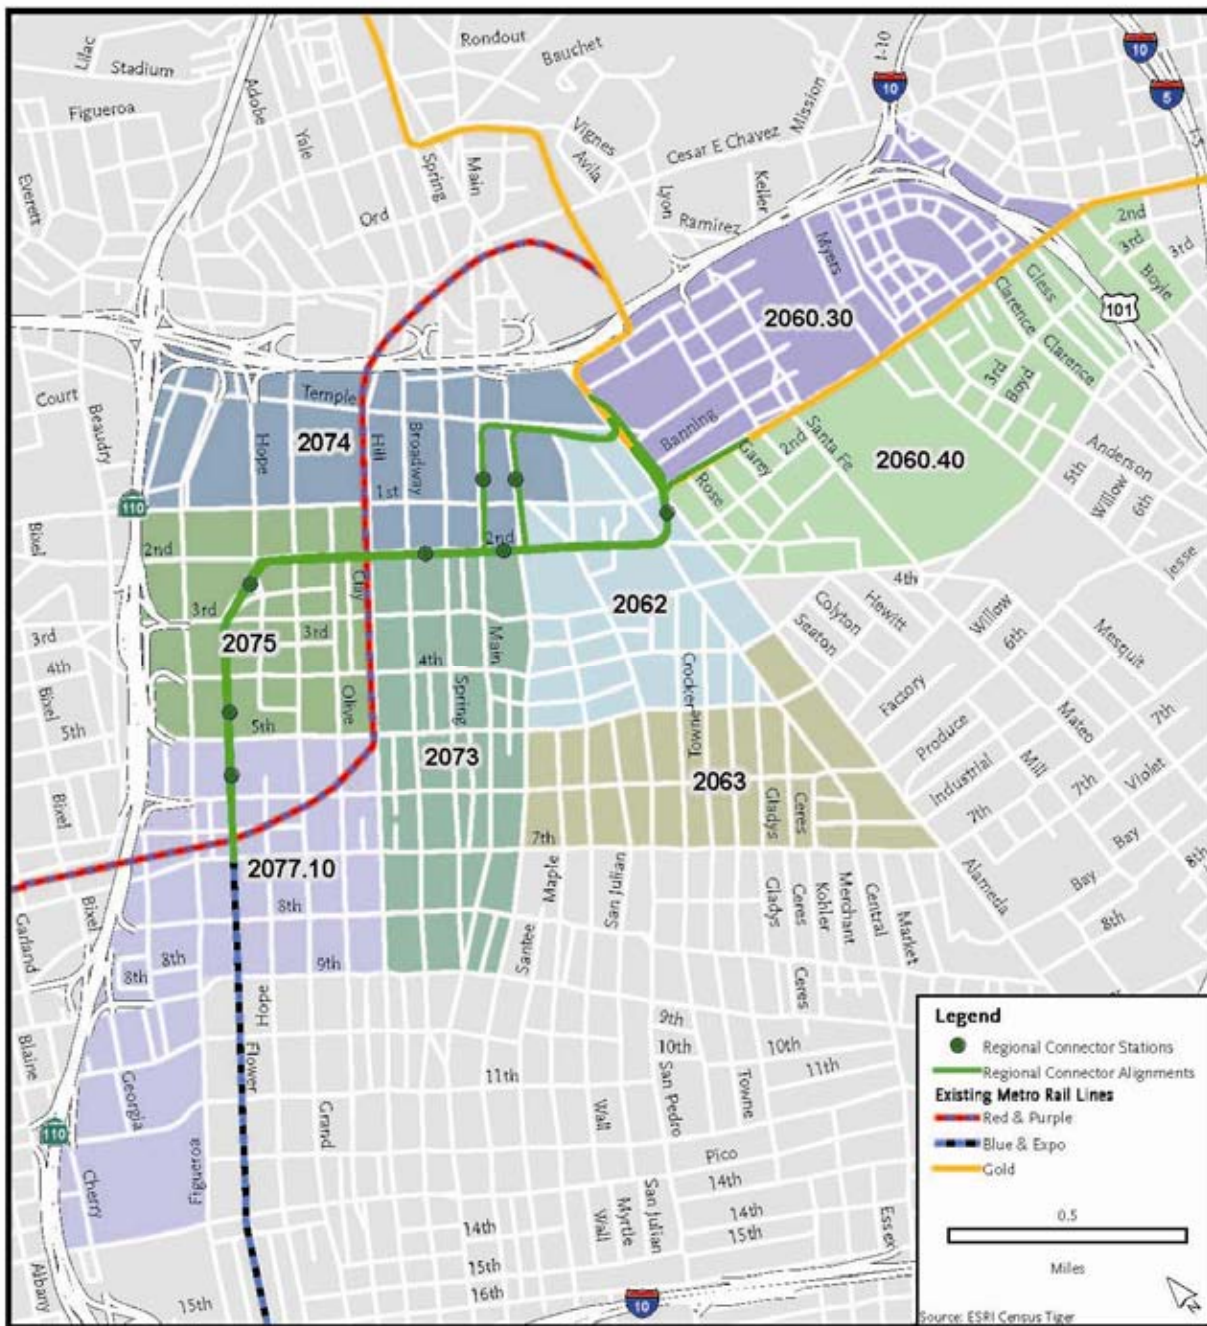 Rondout
Bauchet
Lilac
Stadium
Figueroa
Adobe
Yale
Spring
Main
Vignes
Avila
Cesar E Chavez
Mission
I-10
10
10
5
I-5
Everett
Ord
Lyon
Keller
Ramirez
Myers
2nd
3rd
3rd
Boyle
Gless
Clarence
101
2060.30
Clarence
3rd
Boyd
Court
Beaudry
Temple
Hope
2074
Hill
Broadway
1st
Banning
Garey
2nd
Santa Fe
2060.40
Rose
Anderson
5th
Willow
6th
110
Bixel
2nd
2nd
Jesse
Clay
4th
3rd
2075
3rd
2062
Colyton
Seaton
Hewitt
Willow
6th
Mesquit
3rd
4th
Bixel
5th
4th
Main
Spring
Crocker
Towne
Olive
5th
2073
2063
Factory
Produce
Industrial
7th
Mill
Mateo
7th
7th
Violet
Bixel
Gladys
Ceres
7th
Bay
Bay
8th
8th
2077.10
Garland
Bixel
8th
8th
8th
9th
Maple
Santee
San Julian
Gladys
Ceres
Kohler
Merchant
Central
Market
Alameda
Ceres
Blaine
Hope
Flower
Georgia
Grand
11th
9th
10th
10th
11th
San Pedro
Towne
Wall
110
Cherry
Figueroa
Pico
14th
14th
14th
15th
Wall
Myrtle
San Julian
Essex
Albany
15th
15th
16th
10
Legend
Regional Connector Stations
Regional Connector Alignments
Existing Metro Rail Lines
Red & Purple
Blue & Expo
Gold
0.5
Miles
N
Source: ESRI Census Tiger